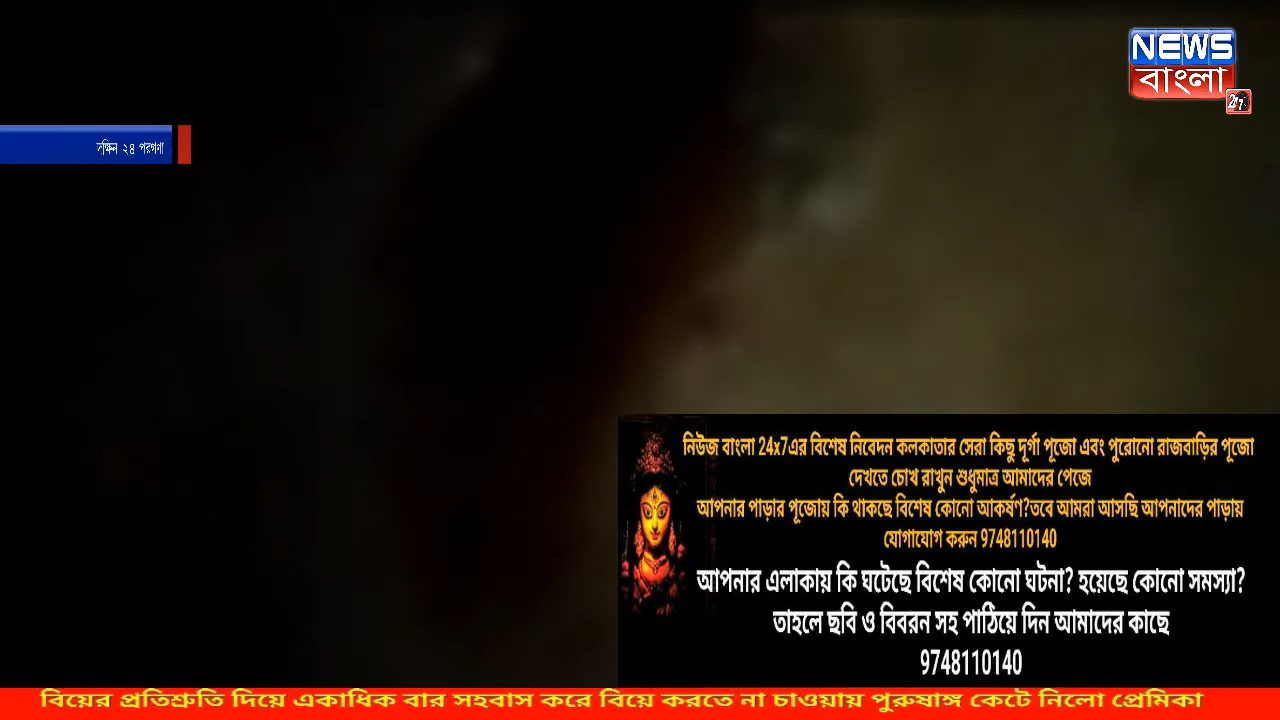 NEWS
বাংলা
24x7
দক্ষিন ২৪ পরগণা
নিউজ বাংলা 24x7এর বিশেষ নিবেদন কলকাতার সেরা কিছু দূর্গা পূজো এবং পুরোনো রাজবাড়ির পূজো
দেখতে চোখ রাখুন শুধুমাত্র আমাদের পেজে
আপনার পাড়ার পূজোয় কি থাকছে বিশেষ কোনো আকর্ষণ?তবে আমরা আসছি আপনাদের পাড়ায়
যোগাযোগ করুন 9748110140
আপনার এলাকায় কি ঘটেছে বিশেষ কোনো ঘটনা? হয়েছে কোনো সমস্যা?
তাহলে ছবি ও বিবরন সহ পাঠিয়ে দিন আমাদের কাছে
9748110140
বিয়ের প্রতিশ্রুতি দিয়ে একাধিক বার সহবাস করে বিয়ে করতে না চাওয়ায় পুরুষাঙ্গ কেটে নিলো প্রেমিকা